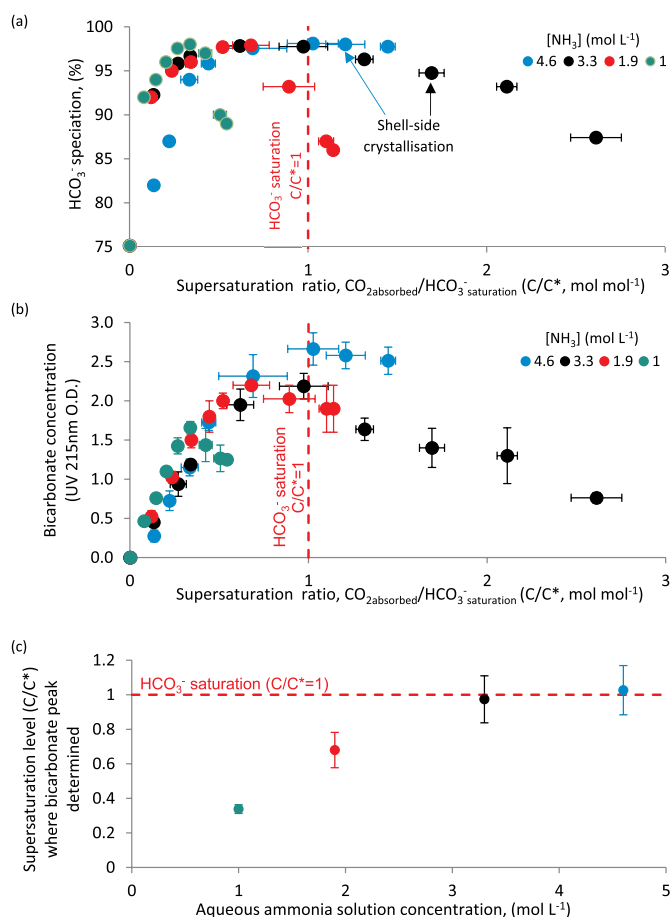 (a)
[NH₃] (mol L⁻¹)
4.6 3.3 1.9 1
HCO₃⁻ speciation, (%)
100
95
90
85
80
75
Shell-side
crystallisation
HCO₃⁻ saturation
C/C*=1
0 1 2 3
Supersaturation ratio, CO₂absorbed/HCO₃⁻saturation (C/C*, mol mol⁻¹)
(b)
[NH₃] (mol L⁻¹)
4.6 3.3 1.9 1
Bicarbonate concentration
(UV 215nm O.D.)
3.0
2.5
2.0
1.5
1.0
0.5
0.0
HCO₃⁻ saturation
C/C*=1
0 1 2 3
Supersaturation ratio, CO₂absorbed/HCO₃⁻saturation (C/C*, mol mol⁻¹)
(c)
Supersaturation level (C/C*)
where bicarbonate peak
determined
1.2
1
0.8
0.6
0.4
0.2
0
HCO₃⁻ saturation (C/C*=1)
0 1 2 3 4 5
Aqueous ammonia solution concentration, (mol L⁻¹)